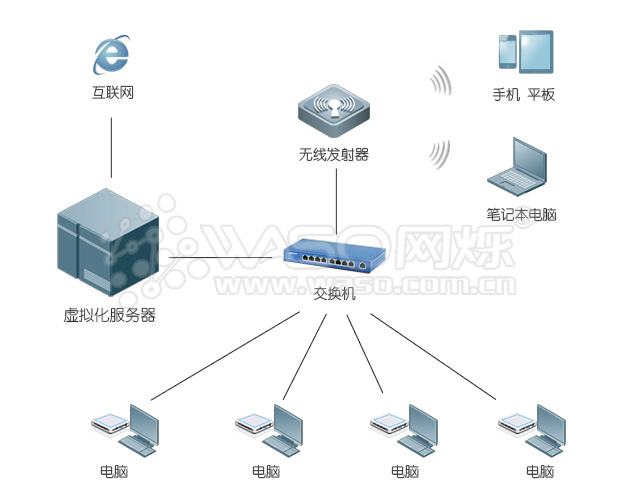 互联网
手机 平板
无线发射器
笔记本电脑
WASO网烁®
www.waso.com.cn
交换机
虚拟化服务器
电脑
电脑
电脑
电脑